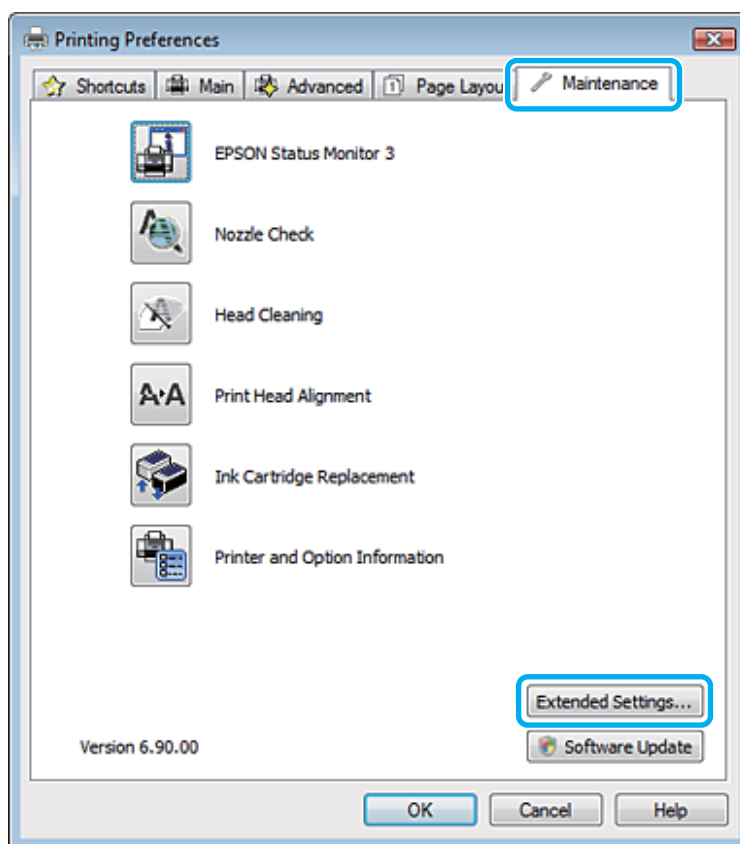 Printing Preferences
Shortcuts Main Advanced 1 Page Layou Maintenance
EPSON Status Monitor 3
Nozzle Check
Head Cleaning
A A Print Head Alignment
Ink Cartridge Replacement
Printer and Option Information
Extended Settings...
Version 6.90.00 Software Update
OK Cancel Help